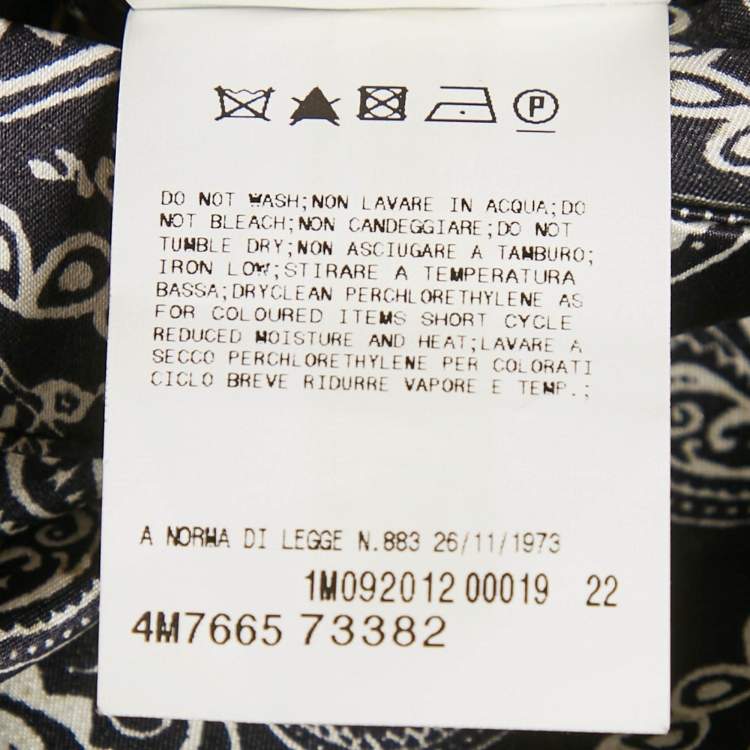 P
DO NOT WASH;NON LAVARE IN ACQUA;DO
NOT BLEACH;NON CANDEGGIARE;DO NOT
TUMBLE DRY;NON ASCIUGARE A TAMBURO;
IRON LOW;STIRARE A TEMPERATURA
BASSA;DRYCLEAN PERCHLORETHYLENE AS
FOR COLOURED ITEMS SHORT CYCLE
REDUCED MOISTURE AND HEAT;LAVARE A
SECCO PERCHLORETHYLENE PER COLORATI
CICLO BREVE RIDURRE VAPORE E TEMP.;
A NORMA DI LEGGE N.883 26/11/1973
1M092012 00019 22
4M7665 73382